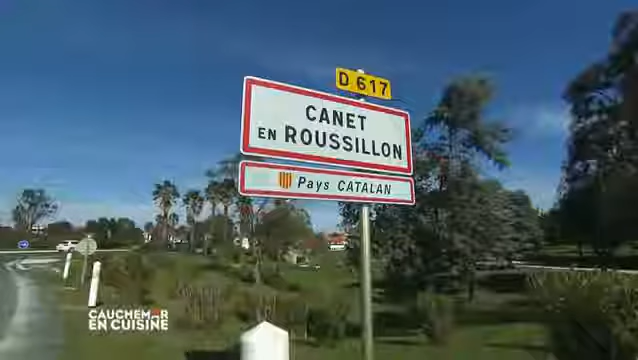 D 617
CANET
EN ROUSSILLON
Pays CATALAN
CAUCHEMAR
EN CUISINE